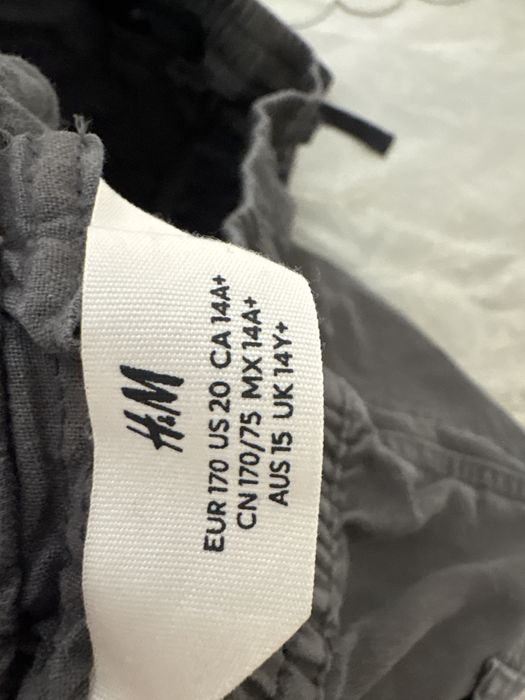 H&M
EUR 170 US 20 CA 14A+
CN 170/75 MX 14A+
AUS 15 UK 14Y+